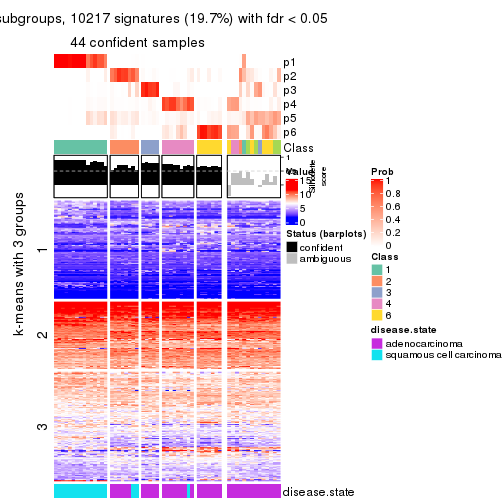 subgroups, 10217 signatures (19.7%) with fdr < 0.05
44 confident samples
p1
p2
p3
p4
p5
p6
Class
1
0
Silhouette
score
Value
15
10
5
0
Status (barplots)
confident
ambiguous
Prob
1
0.8
0.6
0.4
0.2
0
Class
1
2
3
4
6
disease.state
adenocarcinoma
squamous cell carcinoma
k-means with 3 groups
1
2
3
disease.state